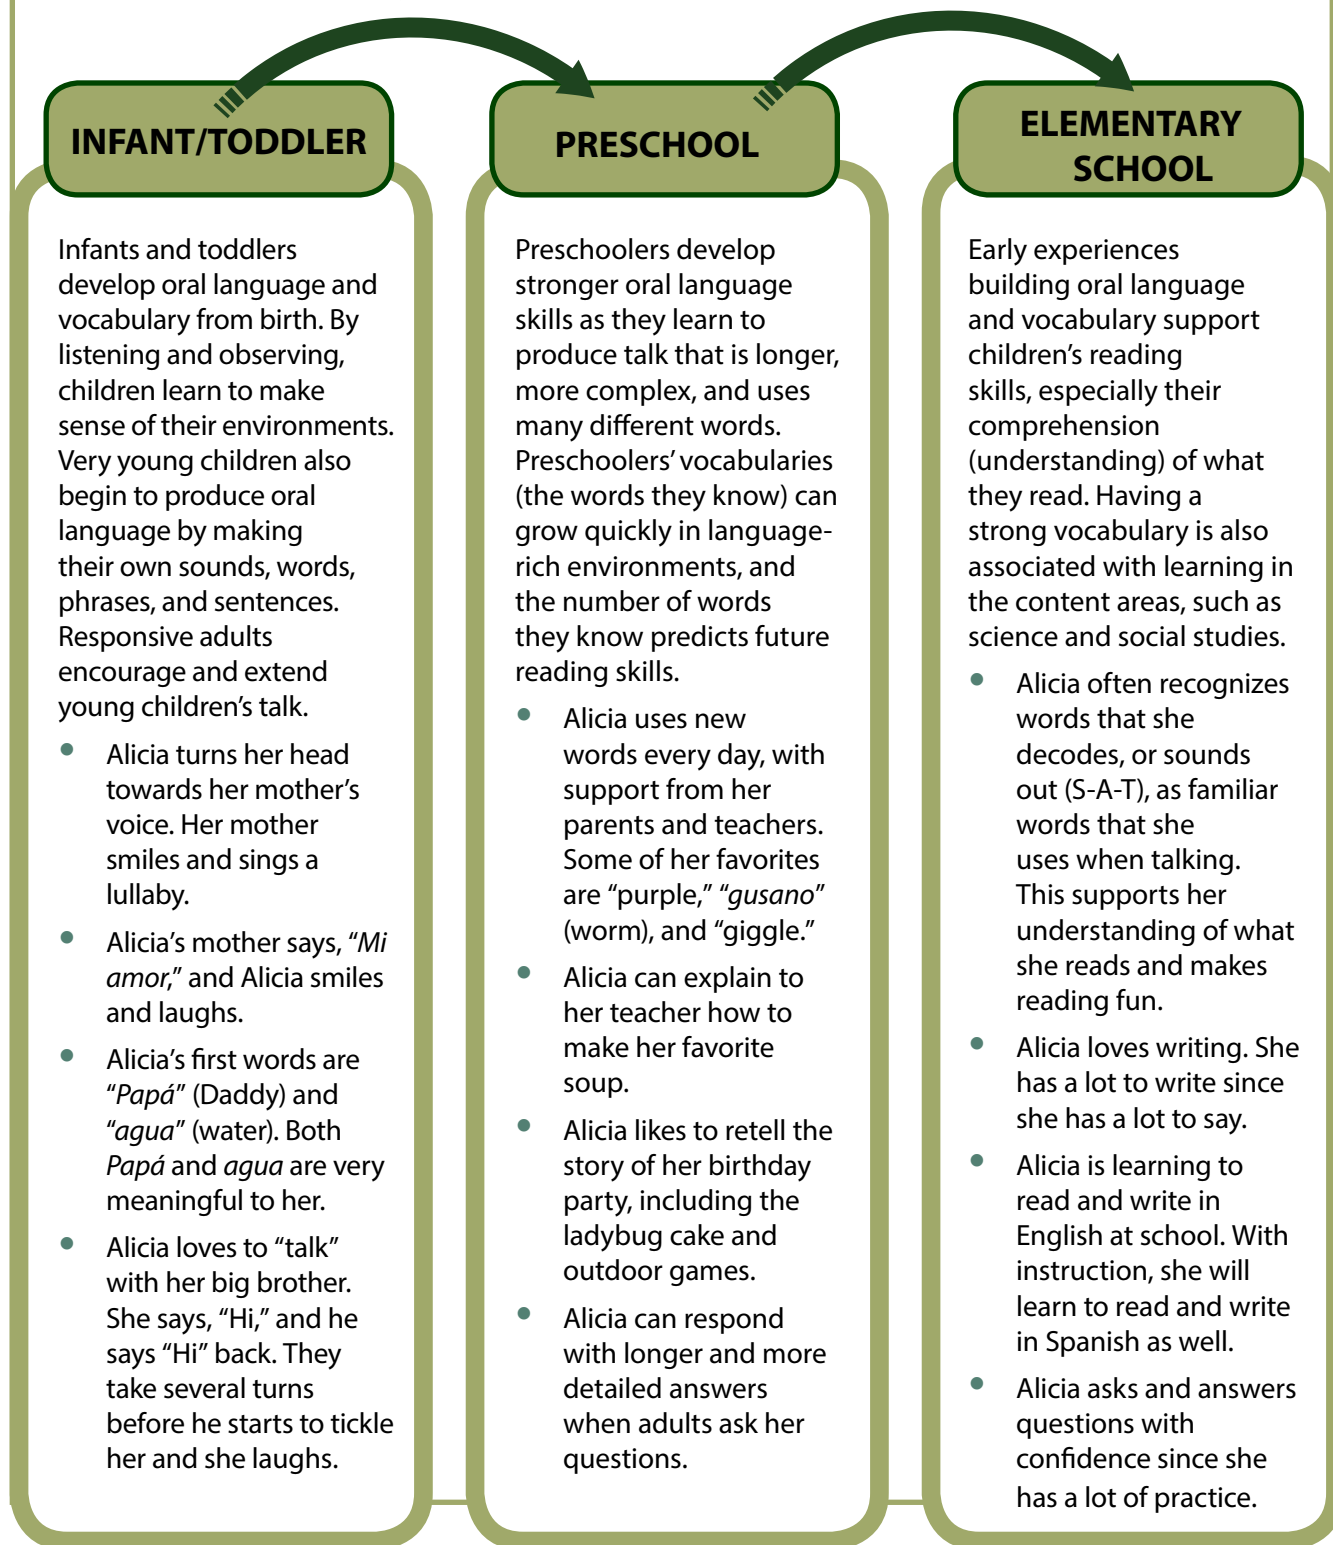 INFANT/TODDLER
Infants and toddlers
develop oral language and
vocabulary from birth. By
listening and observing,
children learn to make
sense of their environments.
Very young children also
begin to produce oral
language by making
their own sounds, words,
phrases, and sentences.
Responsive adults
encourage and extend
young children’s talk.
• Alicia turns her head
towards her mother’s
voice. Her mother
smiles and sings a
lullaby.
• Alicia’s mother says, “Mi
amor,” and Alicia smiles
and laughs.
• Alicia’s first words are
“Papá” (Daddy) and
“agua” (water). Both
Papá and agua are very
meaningful to her.
• Alicia loves to “talk”
with her big brother.
She says, “Hi,” and he
says “Hi” back. They
take several turns
before he starts to tickle
her and she laughs.
PRESCHOOL
Preschoolers develop
stronger oral language
skills as they learn to
produce talk that is longer,
more complex, and uses
many different words.
Preschoolers’ vocabularies
(the words they know) can
grow quickly in language-
rich environments, and
the number of words
they know predicts future
reading skills.
• Alicia uses new
words every day, with
support from her
parents and teachers.
Some of her favorites
are “purple,” “gusano”
(worm), and “giggle.”
• Alicia can explain to
her teacher how to
make her favorite
soup.
• Alicia likes to retell the
story of her birthday
party, including the
ladybug cake and
outdoor games.
• Alicia can respond
with longer and more
detailed answers
when adults ask her
questions.
ELEMENTARY
SCHOOL
Early experiences
building oral language
and vocabulary support
children’s reading
skills, especially their
comprehension
(understanding) of what
they read. Having a
strong vocabulary is also
associated with learning in
the content areas, such as
science and social studies.
• Alicia often recognizes
words that she
decodes, or sounds
out (S-A-T), as familiar
words that she
uses when talking.
This supports her
understanding of what
she reads and makes
reading fun.
• Alicia loves writing. She
has a lot to write since
she has a lot to say.
• Alicia is learning to
read and write in
English at school. With
instruction, she will
learn to read and write
in Spanish as well.
• Alicia asks and answers
questions with
confidence since she
has a lot of practice.